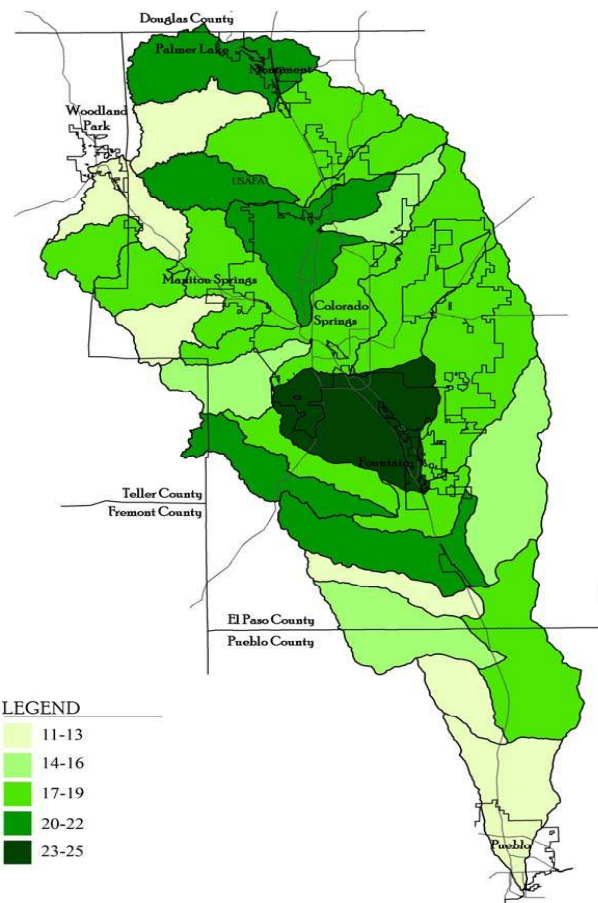 Douglas County
Palmer Lake
Monument
Woodland
Park
USAFA
Manitou Springs
Colorado
Springs
Fountain
Teller County
Fremont County
El Paso County
Pueblo County
LEGEND
11-13
14-16
17-19
20-22
23-25
Pueblo